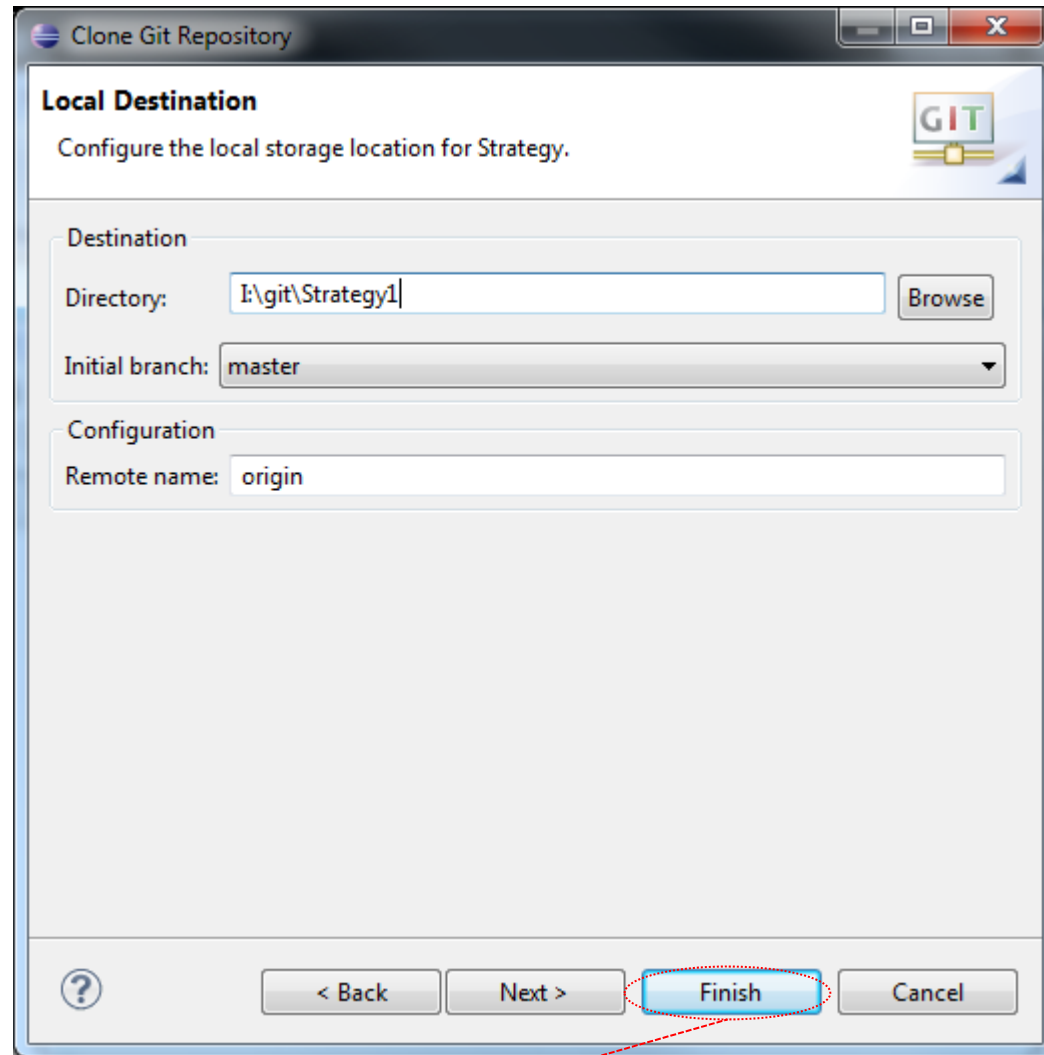 Clone Git Repository
Local Destination
GIT
Configure the local storage location for Strategy.
Destination
Directory: I:\git\Strategy1 Browse
Initial branch: master
Configuration
Remote name: origin
? < Back Next > Finish Cancel